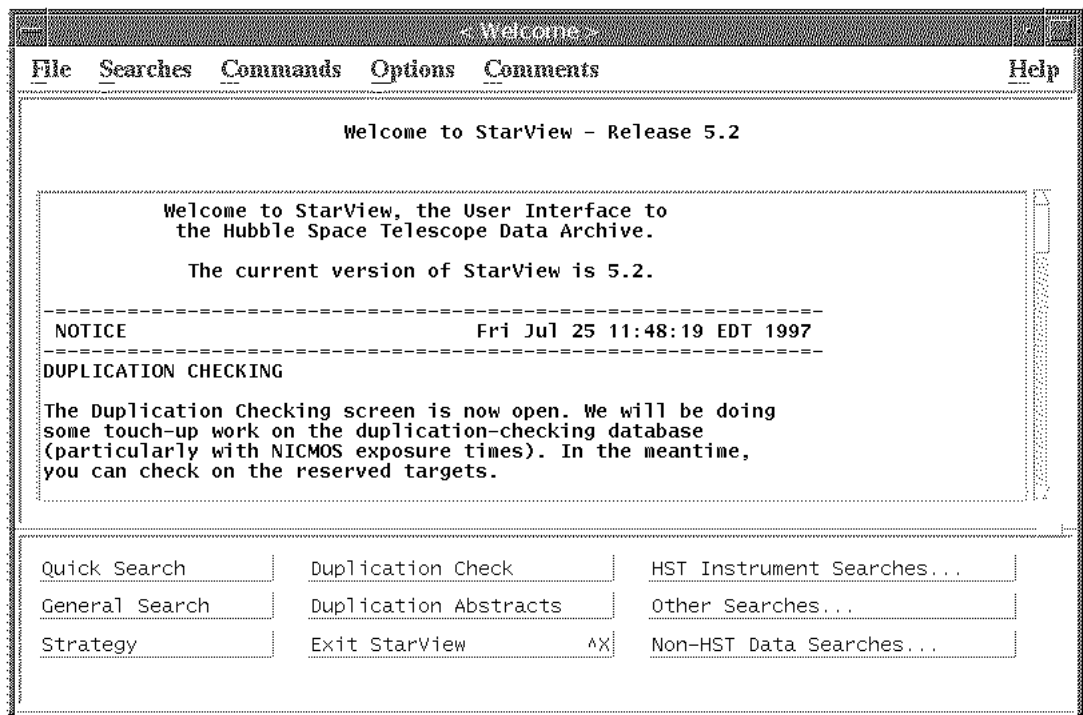 < Welcome >
File Searches Commands Options Comments Help
Welcome to StarView - Release 5.2
Welcome to StarView, the User Interface to
the Hubble Space Telescope Data Archive.
The current version of StarView is 5.2.
-=-=-=-=-=-=-=-=-=-=-=-=-=-=-=-=-=-=-=-=-=-=-=-=-=-=-=-=-=-=-=-=-
NOTICE Fri Jul 25 11:48:19 EDT 1997
-=-=-=-=-=-=-=-=-=-=-=-=-=-=-=-=-=-=-=-=-=-=-=-=-=-=-=-=-=-=-=-=-
DUPLICATION CHECKING
The Duplication Checking screen is now open. We will be doing
some touch-up work on the duplication-checking database
(particularly with NICMOS exposure times). In the meantime,
you can check on the reserved targets.
Quick Search Duplication Check HST Instrument Searches...
General Search Duplication Abstracts Other Searches...
Strategy Exit StarView ^X Non-HST Data Searches...